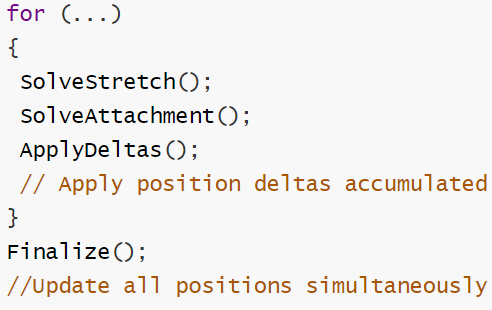 for (...)
{
SolveStretch();
SolveAttachment();
ApplyDeltas();
// Apply position deltas accumulated
}
Finalize();
//Update all positions simultaneously